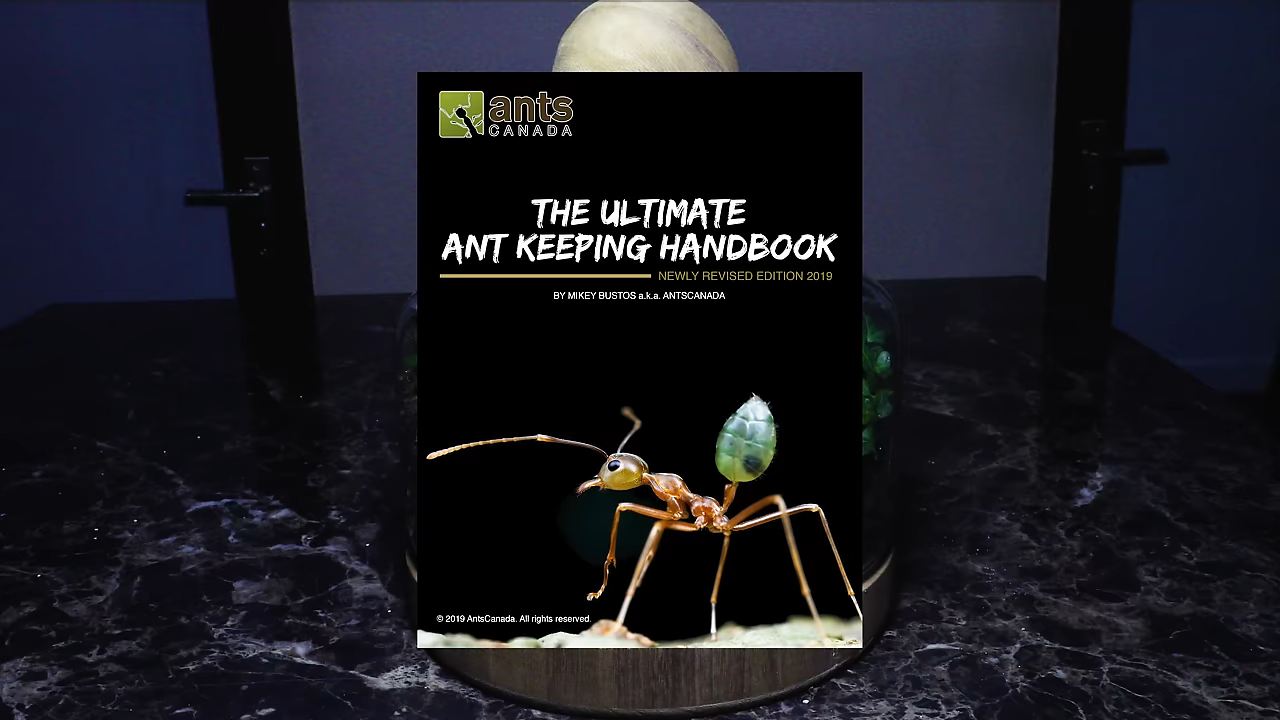 ants
CANADA
THE ULTIMATE
ANT KEEPING HANDBOOK
NEWLY REVISED EDITION 2019
BY MIKEY BUSTOS a.k.a. ANTSCANADA
© 2019 AntsCanada. All rights reserved.